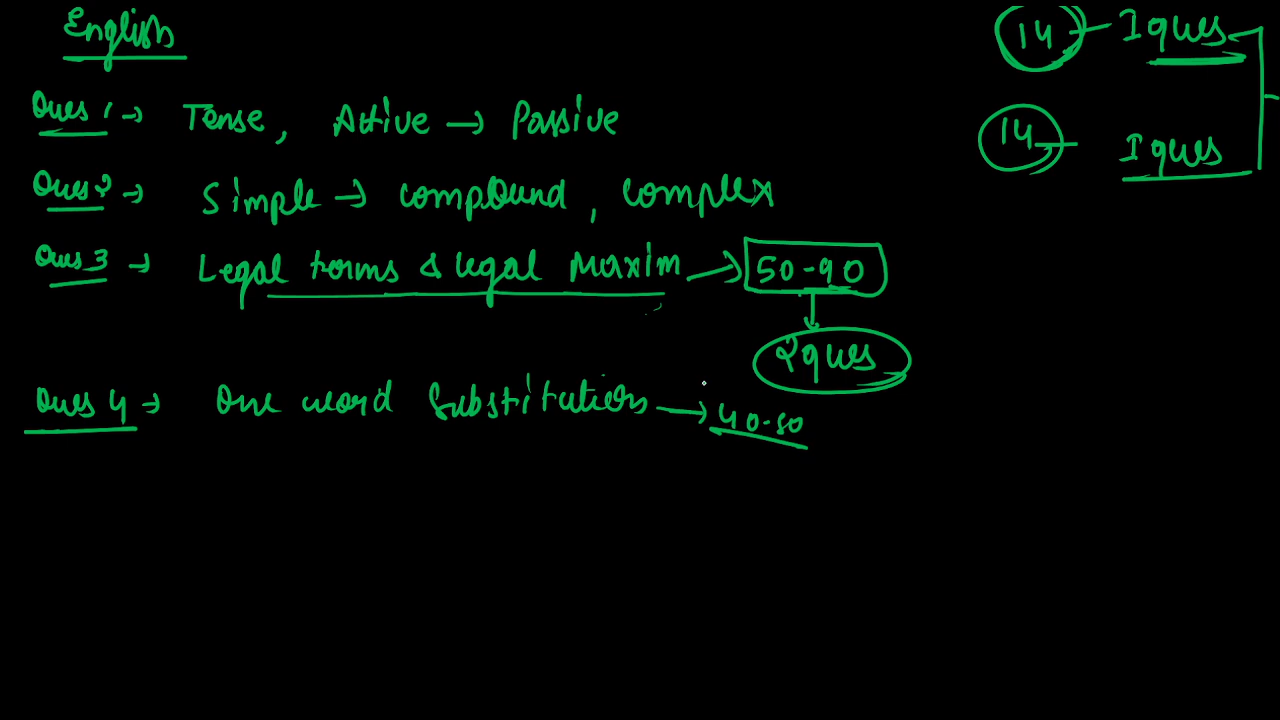 English
14 - 1 ques
Ques 1 → Tense, Active → Passive
14 - 1 ques
Ques 2 → Simple → compound, complex
Ques 3 → Legal terms & legal Maxim → 50-90
2 ques
Ques 4 → One word Substitution → 40-50